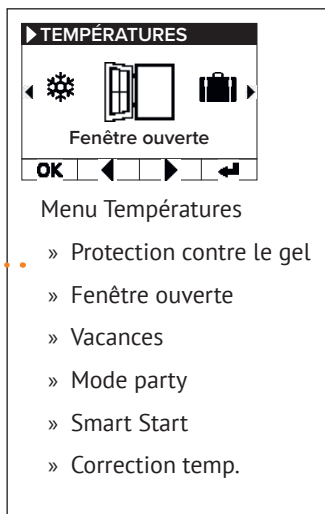 TEMPÉRATURES
Fenêtre ouverte
OK
Menu Températures
» Protection contre le gel
» Fenêtre ouverte
» Vacances
» Mode party
» Smart Start
» Correction temp.